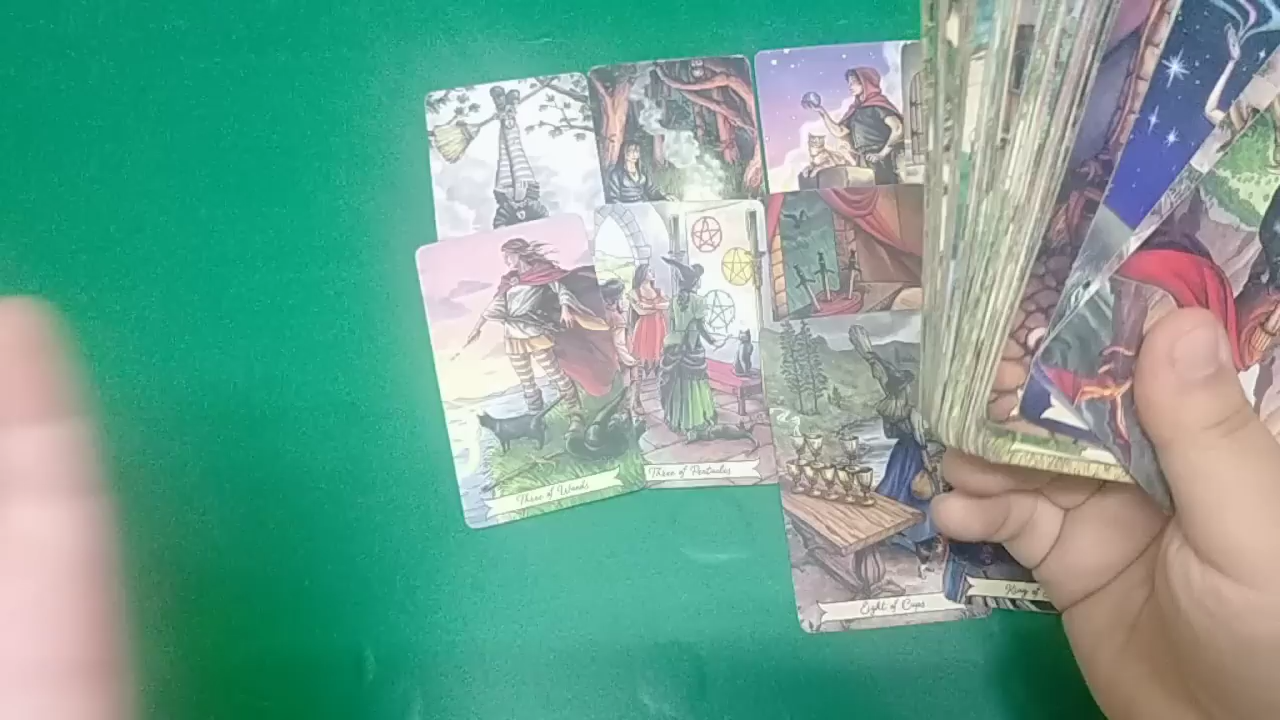 Three of Wands
Three of Pentacles
Eight of Cups
King of